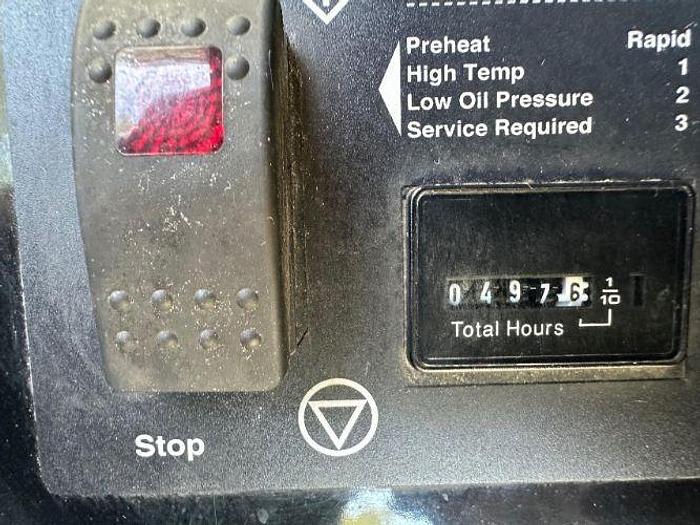 Preheat Rapid
High Temp 1
Low Oil Pressure 2
Service Required 3
0 4 9 7 6 1/10
Total Hours
Stop